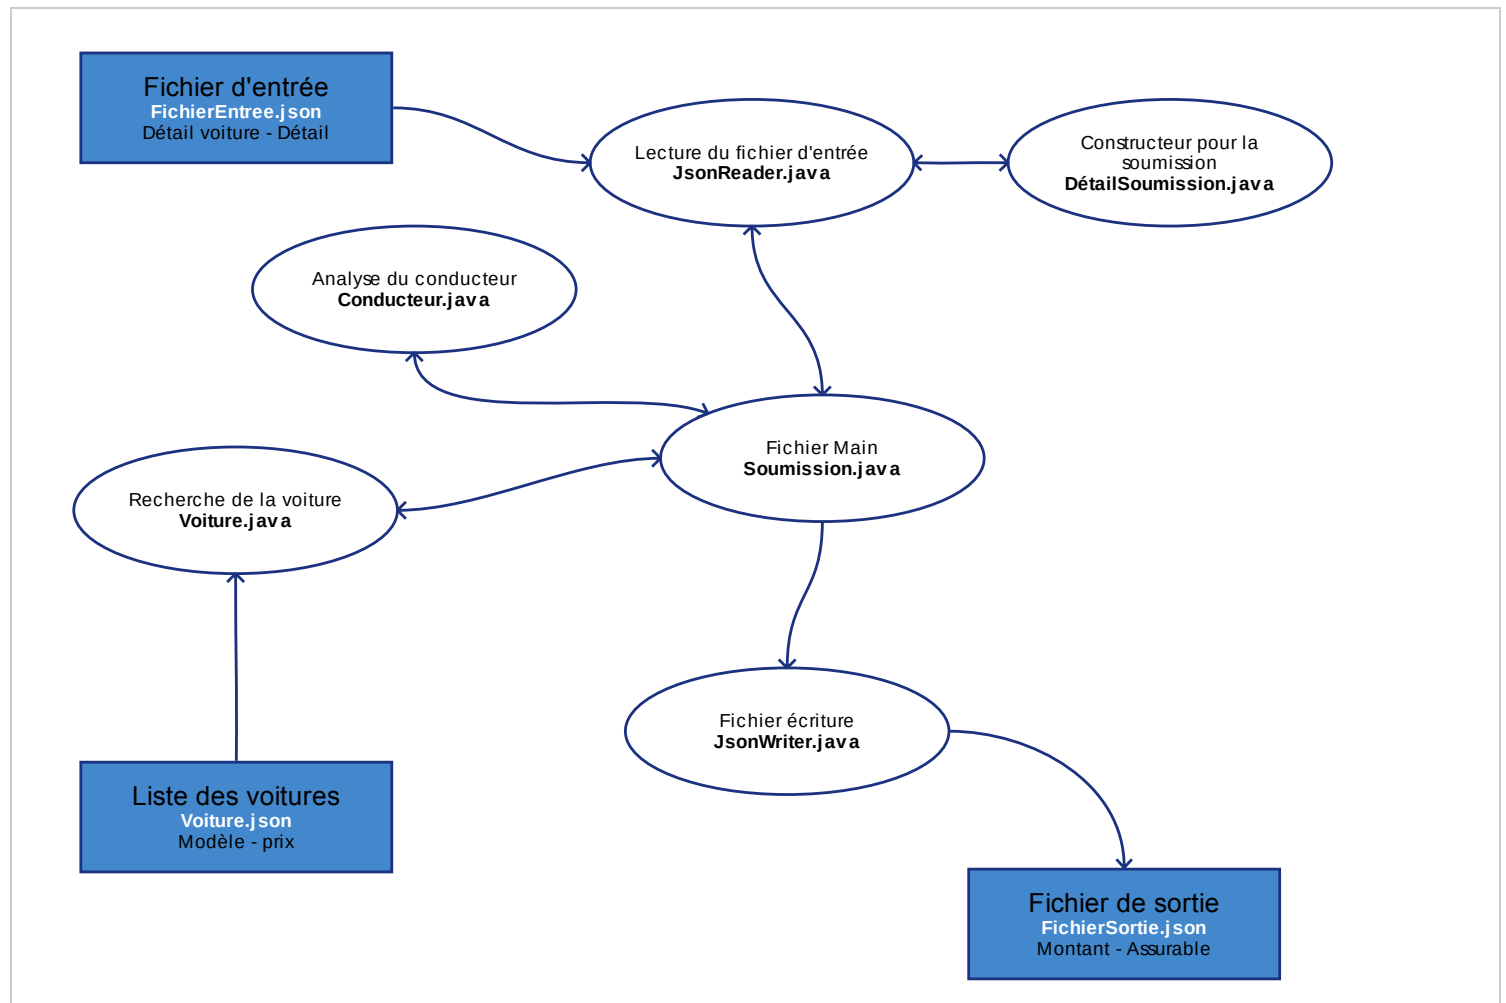 Fichier d'entrée
FichierEntree.json
Détail voiture - Détail
Lecture du fichier d'entrée
JsonReader.java
Constructeur pour la
soumission
DétailSoumission.java
Analyse du conducteur
Conducteur.java
Fichier Main
Soumission.java
Recherche de la voiture
Voiture.java
Fichier écriture
JsonWriter.java
Liste des voitures
Voiture.json
Modèle - prix
Fichier de sortie
FichierSortie.json
Montant - Assurable